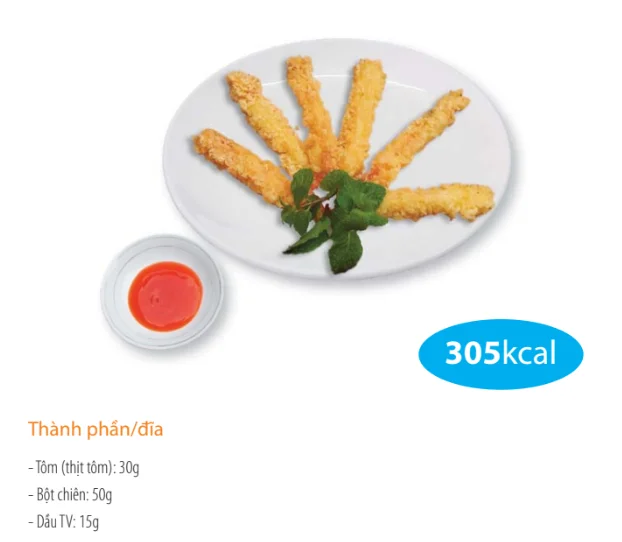 305kcal
Thành phần/đĩa
- Tôm (thịt tôm): 30g
- Bột chiên: 50g
- Dầu TV: 15g